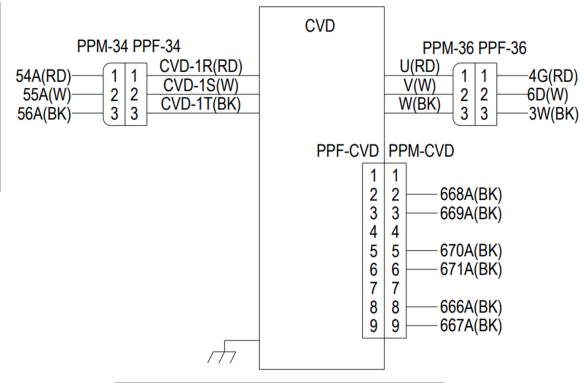 CVD
PPM-34 PPF-34
PPM-36 PPF-36
54A(RD) 1 1 CVD-1R(RD)
U(RD) 1 1 4G(RD)
55A(W) 2 2 CVD-1S(W)
V(W) 2 2 6D(W)
56A(BK) 3 3 CVD-1T(BK)
W(BK) 3 3 3W(BK)
PPF-CVD PPM-CVD
1 1
2 2 668A(BK)
3 3 669A(BK)
4 4
5 5 670A(BK)
6 6 671A(BK)
7 7
8 8 666A(BK)
9 9 667A(BK)